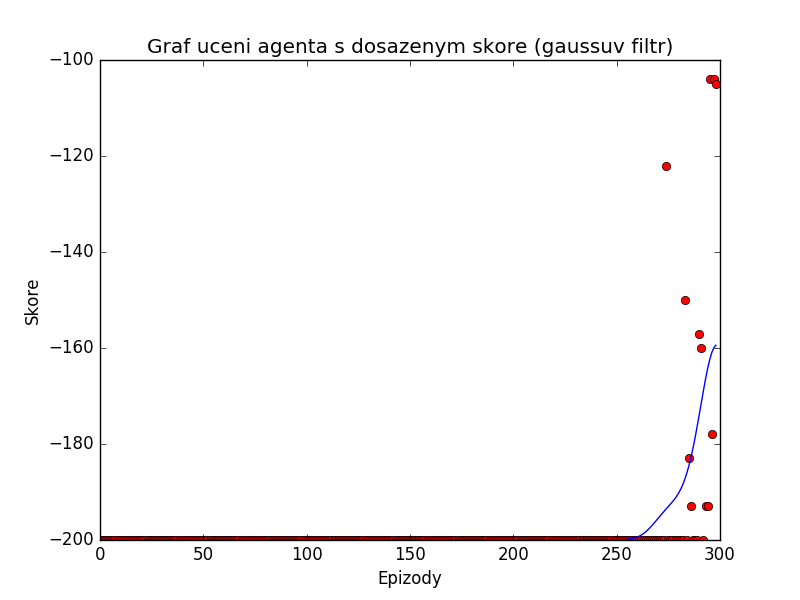 Graf uceni agenta s dosazenym skore (gaussuv filtr)
−100
−120
−140
−160
−180
−200
Skore
0 50 100 150 200 250 300
Epizody